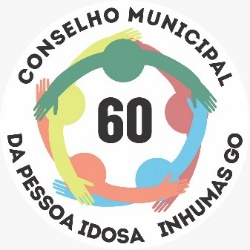 CONSELHO MUNICIPAL
60
DA PESSOA IDOSA INHUMAS GO